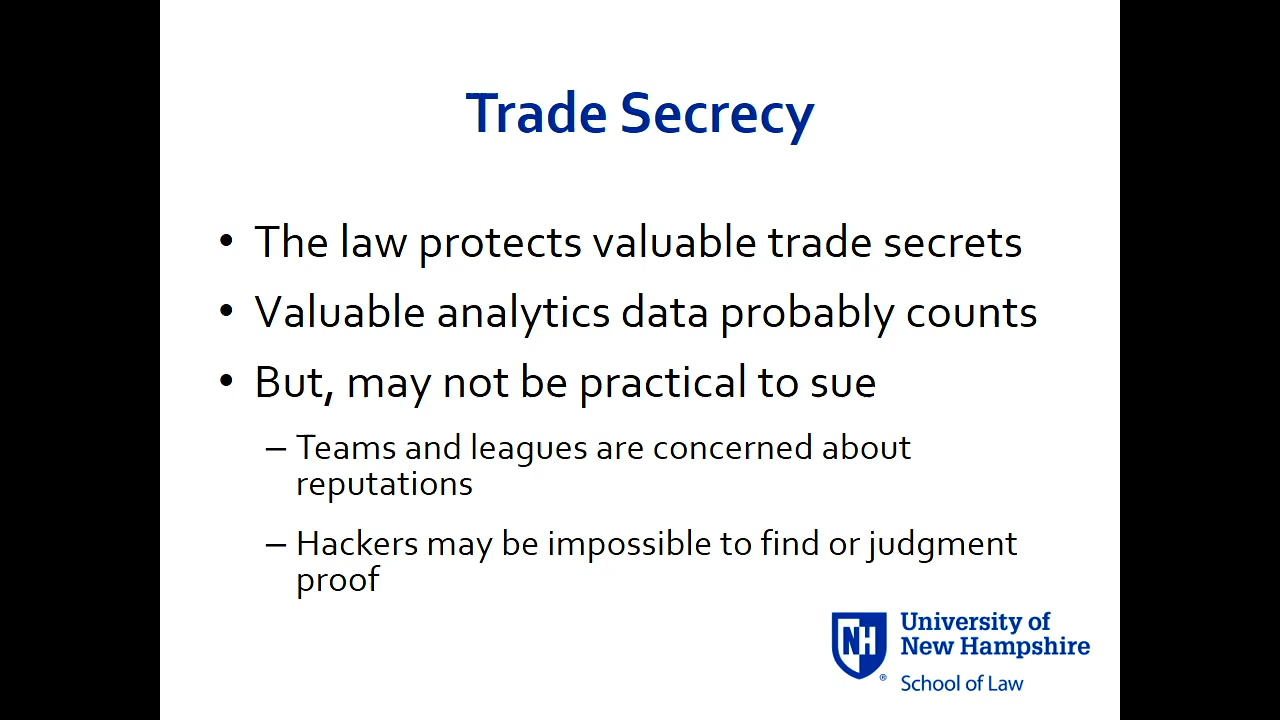 Trade Secrecy
• The law protects valuable trade secrets
• Valuable analytics data probably counts
• But, may not be practical to sue
– Teams and leagues are concerned about
reputations
– Hackers may be impossible to find or judgment
proof
NH
®
University of
New Hampshire
School of Law